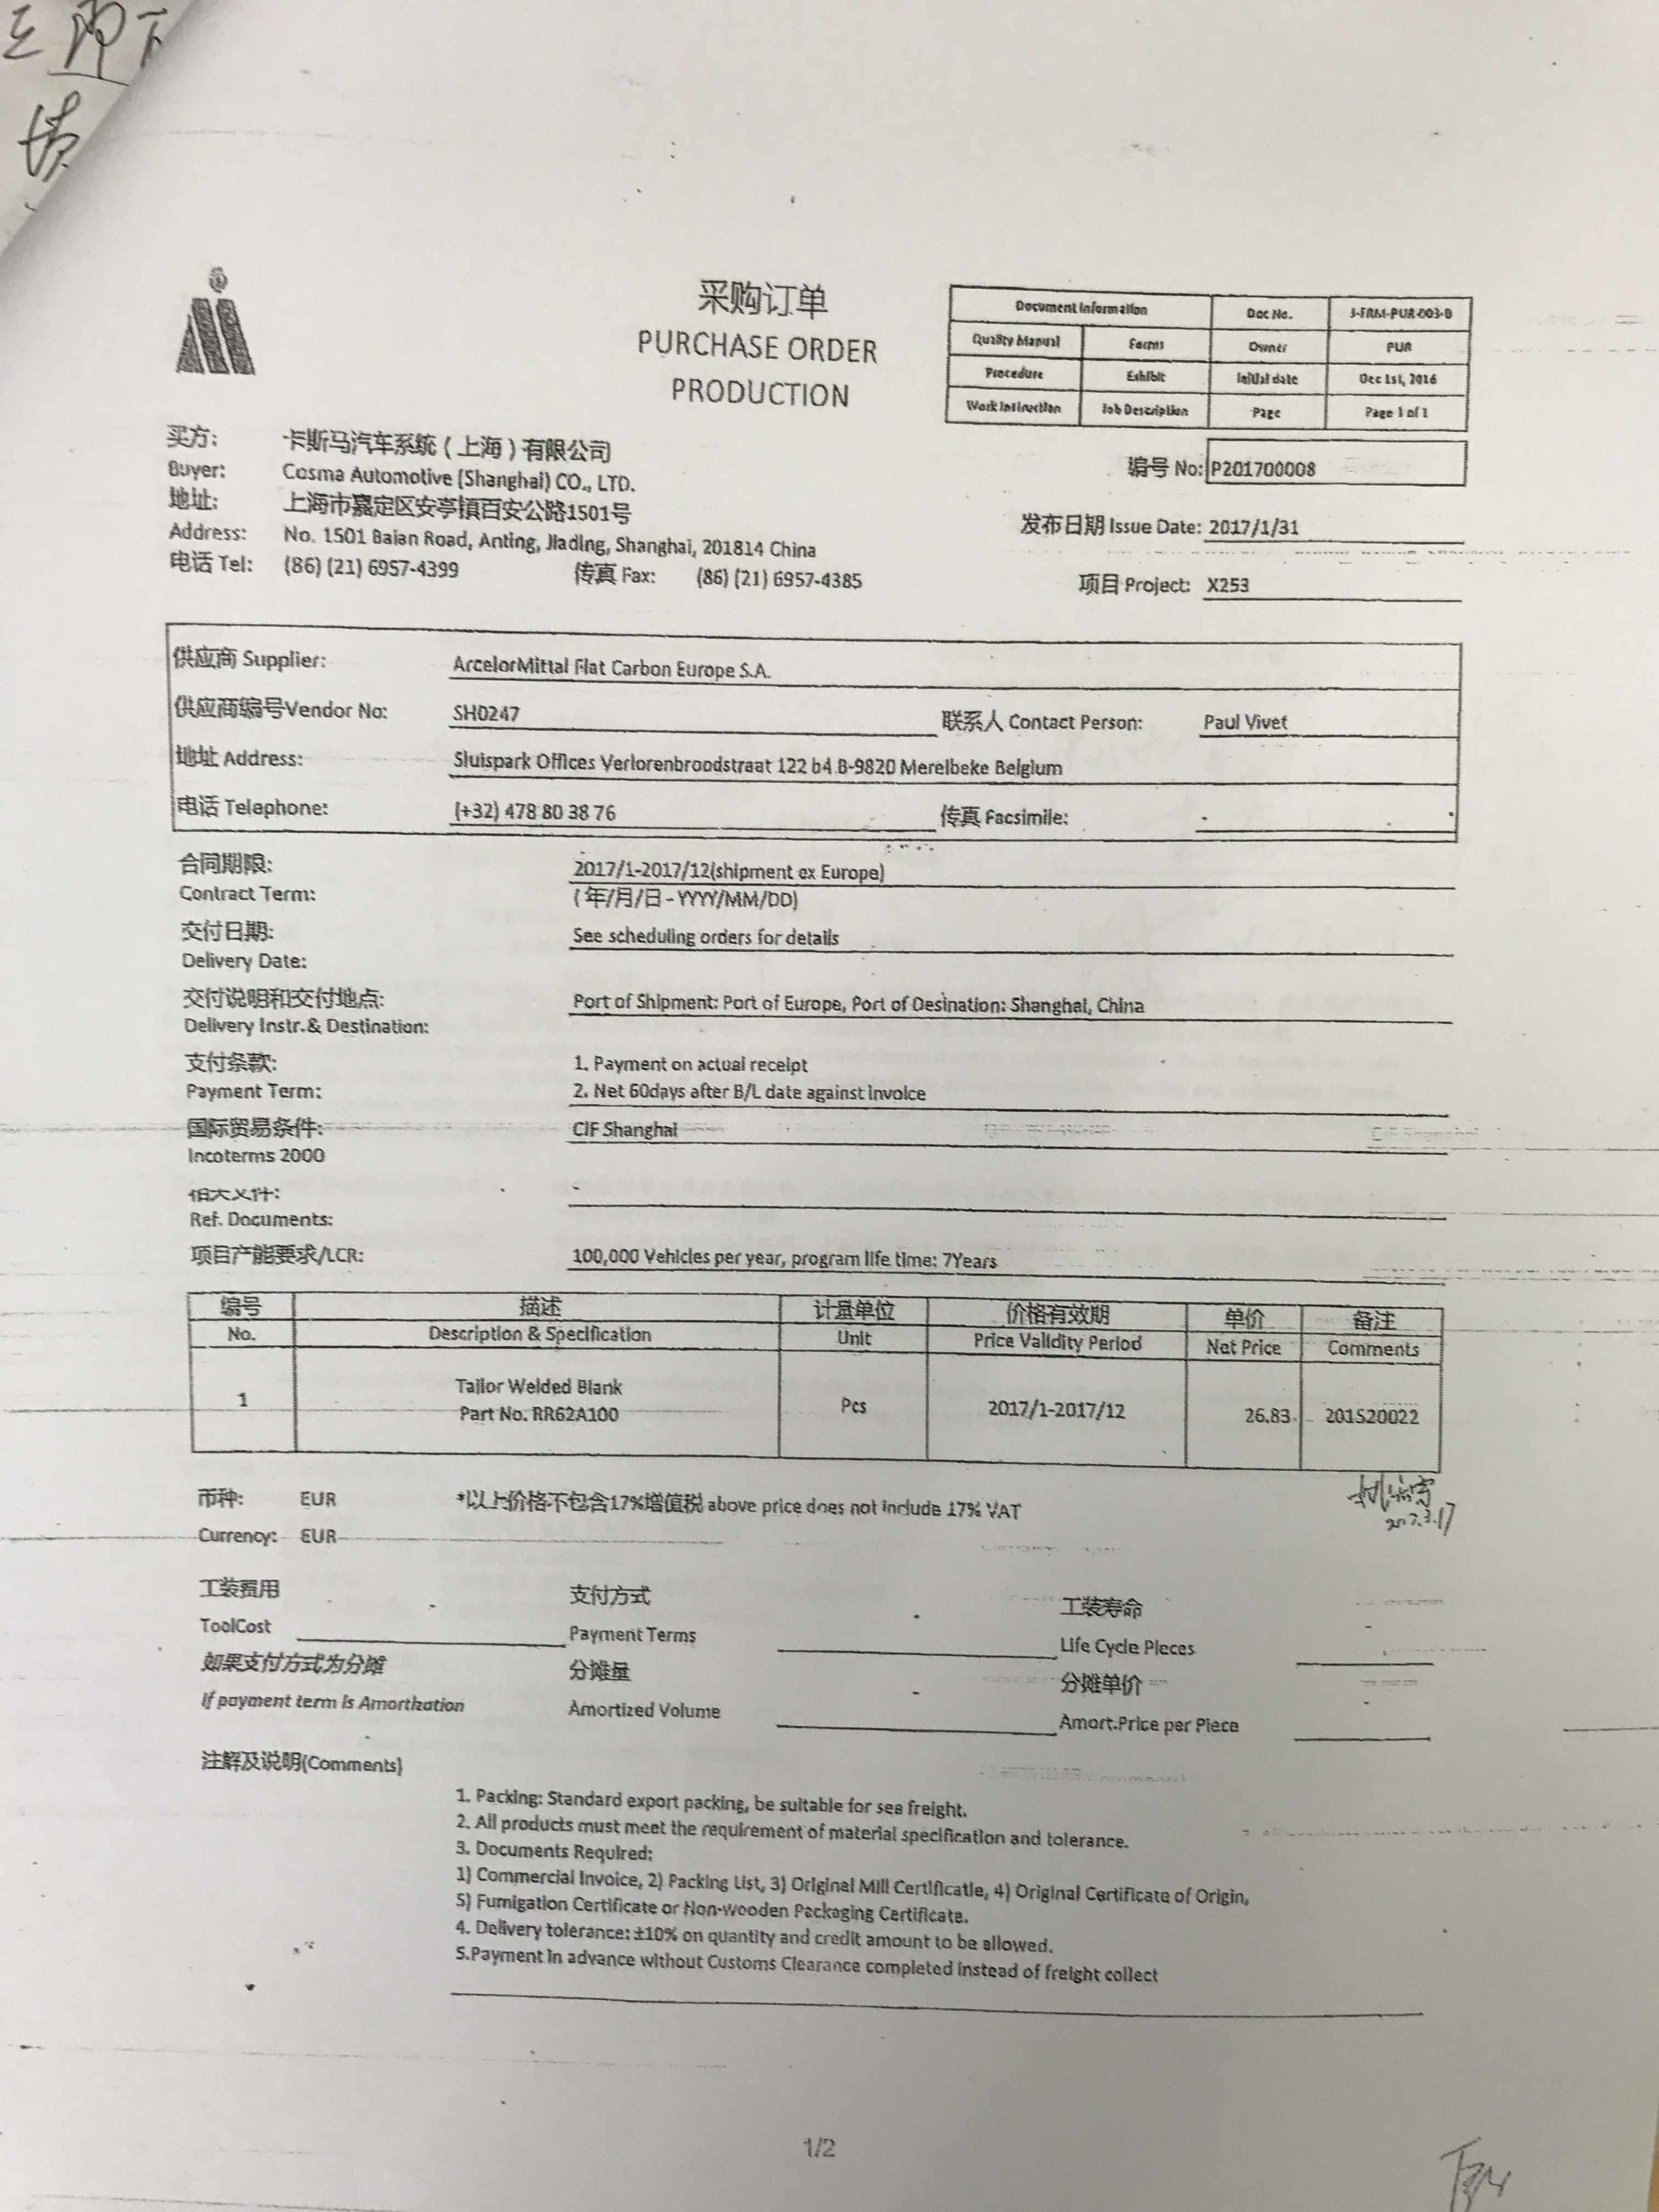 采购订单
PURCHASE ORDER
PRODUCTION
Document Information Doc No. 3-FRM-PUR-003-0
Quality Manual Forms Owner PUR
Procedure Exhibit Initial date Dec 1st, 2016
Work Instruction Job Description Page Page 1 of 1
买方: 卡斯马汽车系统(上海)有限公司
Buyer: Cosma Automotive (Shanghai) CO., LTD.
编号 No: P201700008
地址: 上海市嘉定区安亭镇百安公路1501号
Address: No. 1501 Baian Road, Anting, Jiading, Shanghai, 201814 China
发布日期 Issue Date: 2017/1/31
电话 Tel: (86) (21) 6957-4399 传真 Fax: (86) (21) 6957-4385
项目 Project: X253
供应商 Supplier: ArcelorMittal Flat Carbon Europe S.A.
供应商编号Vendor No: SH0247 联系人 Contact Person: Paul Vivet
地址 Address: Sluispark Offices Verlorenbroodstraat 122 b4 B-9820 Merelbeke Belgium
电话 Telephone: (+32) 478 80 38 76 传真 Facsimile: -
合同期限: 2017/1-2017/12(shipment ex Europe)
Contract Term: (年/月/日 - YYYY/MM/DD)
交付日期: See scheduling orders for details
Delivery Date:
交付说明和交付地点: Port of Shipment: Port of Europe, Port of Desination: Shanghai, China
Delivery Instr.& Destination:
支付条款: 1. Payment on actual receipt
Payment Term: 2. Net 60days after B/L date against invoice
国际贸易条件: CIF Shanghai
Incoterms 2000
相关文件: -
Ref. Documents:
项目产能要求/LCR: 100,000 Vehicles per year, program life time: 7Years
编号 描述 计量单位 价格有效期 单价 备注
No. Description & Specification Unit Price Validity Period Net Price Comments
1 Tailor Welded Blank Pcs 2017/1-2017/12 26.83 201520022
Part No. RR62A100
2017.3.17
币种: EUR *以上价格不包含17%增值税 above price does not include 17% VAT
Currency: EUR
工装费用 - 支付方式 - 工装寿命 -
ToolCost Payment Terms Life Cycle Pieces
如果支付方式为分摊 分摊量 - 分摊单价 -
If payment term is Amortization Amortized Volume Amort.Price per Piece
注解及说明(Comments)
1. Packing: Standard export packing, be suitable for sea freight.
2. All products must meet the requirement of material specification and tolerance.
3. Documents Required:
1) Commercial Invoice, 2) Packing List, 3) Original Mill Certificatie, 4) Original Certificate of Origin,
5) Fumigation Certificate or Non-wooden Packaging Certificate.
4. Delivery tolerance: ±10% on quantity and credit amount to be allowed.
5.Payment in advance without Customs Clearance completed instead of freight collect
1/2